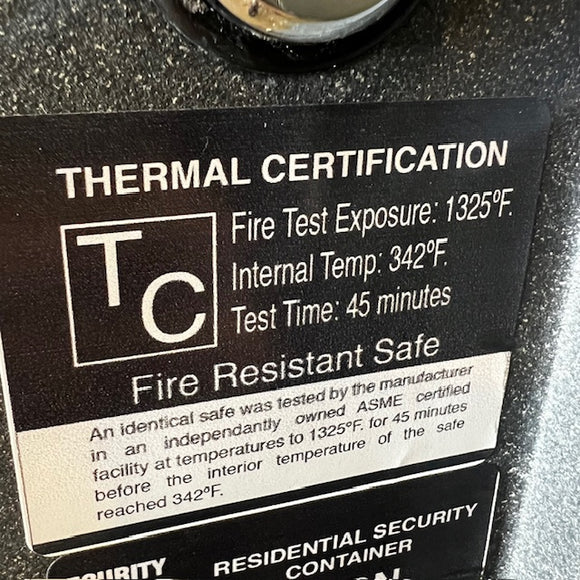 THERMAL CERTIFICATION
TC
Fire Test Exposure: 1325ºF.
Internal Temp: 342ºF.
Test Time: 45 minutes
Fire Resistant Safe
An identical safe was tested by the manufacturer
in an independantly owned ASME certified
facility at temperatures to 1325ºF. for 45 minutes
before the interior temperature of the safe
reached 342ºF.
RESIDENTIAL SECURITY
CONTAINER